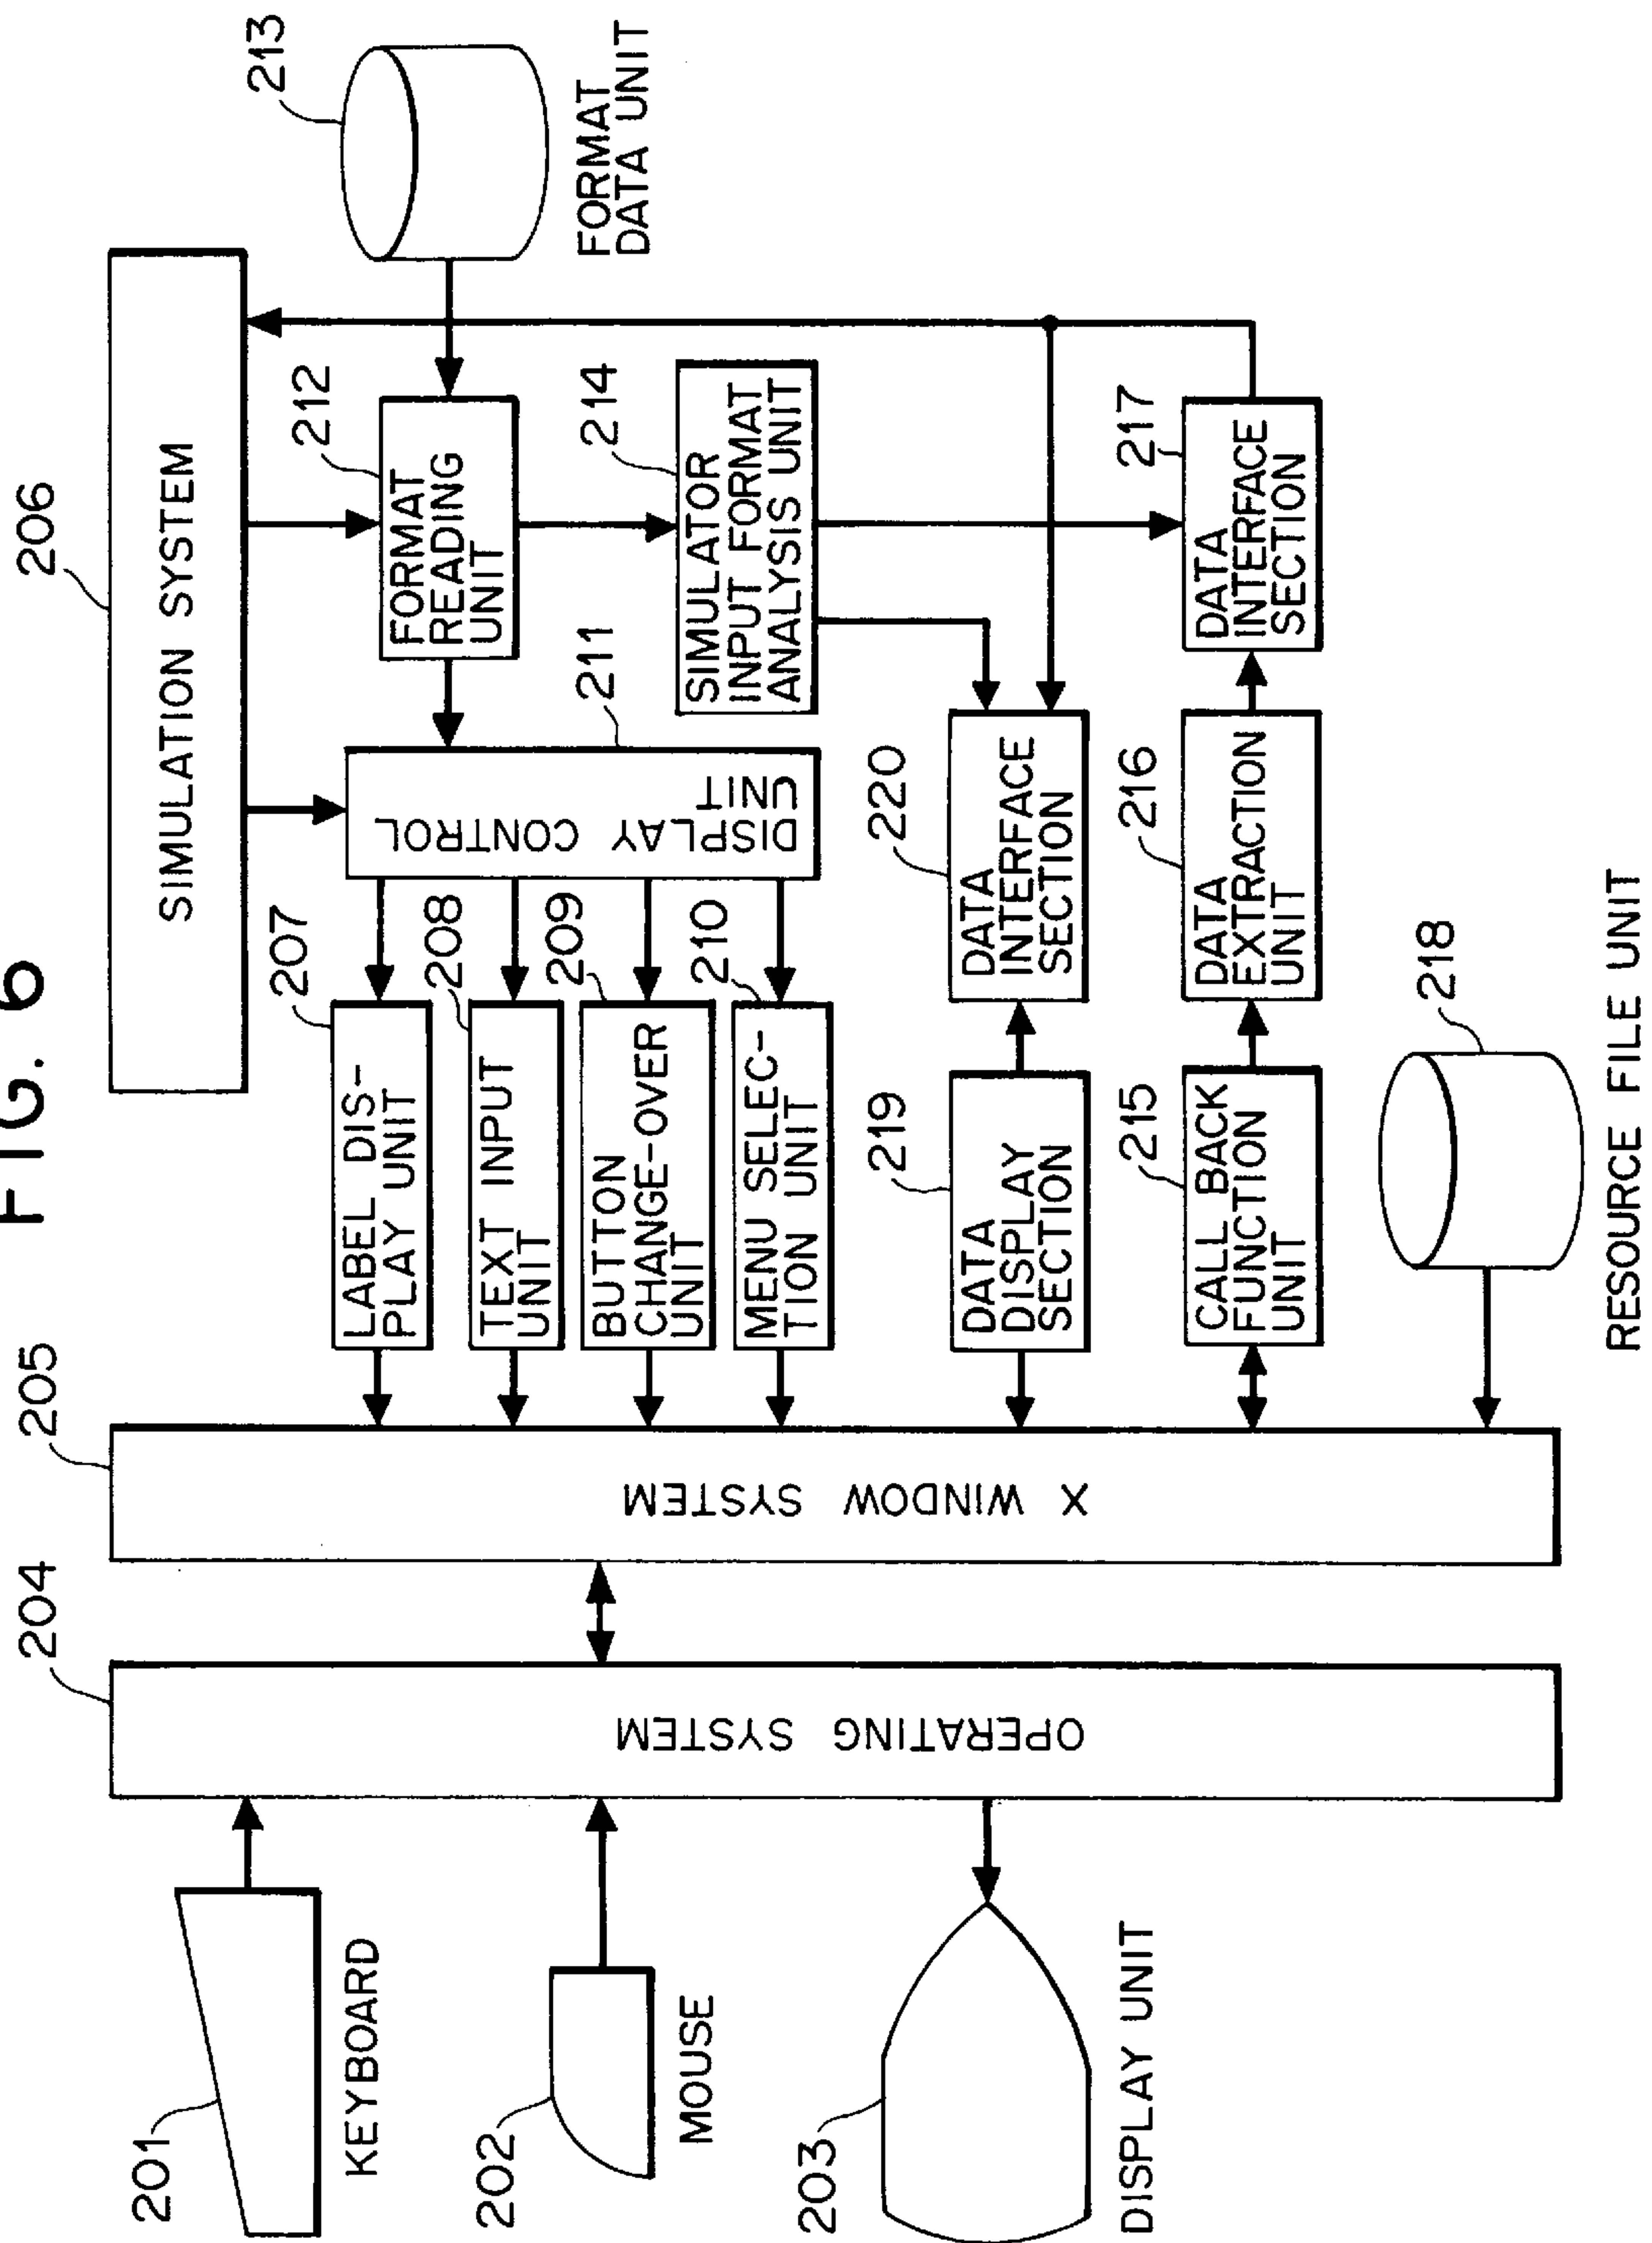 FIG. 6
206
SIMULATION SYSTEM
213
FORMAT
DATA UNIT
212
FORMAT
READING
UNIT
214
SIMULATOR
INPUT FORMAT
ANALYSIS UNIT
211
DISPLAY CONTROL
UNIT
207
LABEL DIS-
PLAY UNIT
208
TEXT INPUT
UNIT
209
BUTTON
CHANGE-OVER
UNIT
210
MENU SELEC-
TION UNIT
220
DATA
INTERFACE
SECTION
219
DATA
DISPLAY
SECTION
217
DATA
INTERFACE
SECTION
216
DATA
EXTRACTION
UNIT
215
CALL BACK
FUNCTION
UNIT
218
RESOURCE FILE UNIT
205
X WINDOW SYSTEM
204
OPERATING SYSTEM
201
KEYBOARD
202
MOUSE
203
DISPLAY UNIT